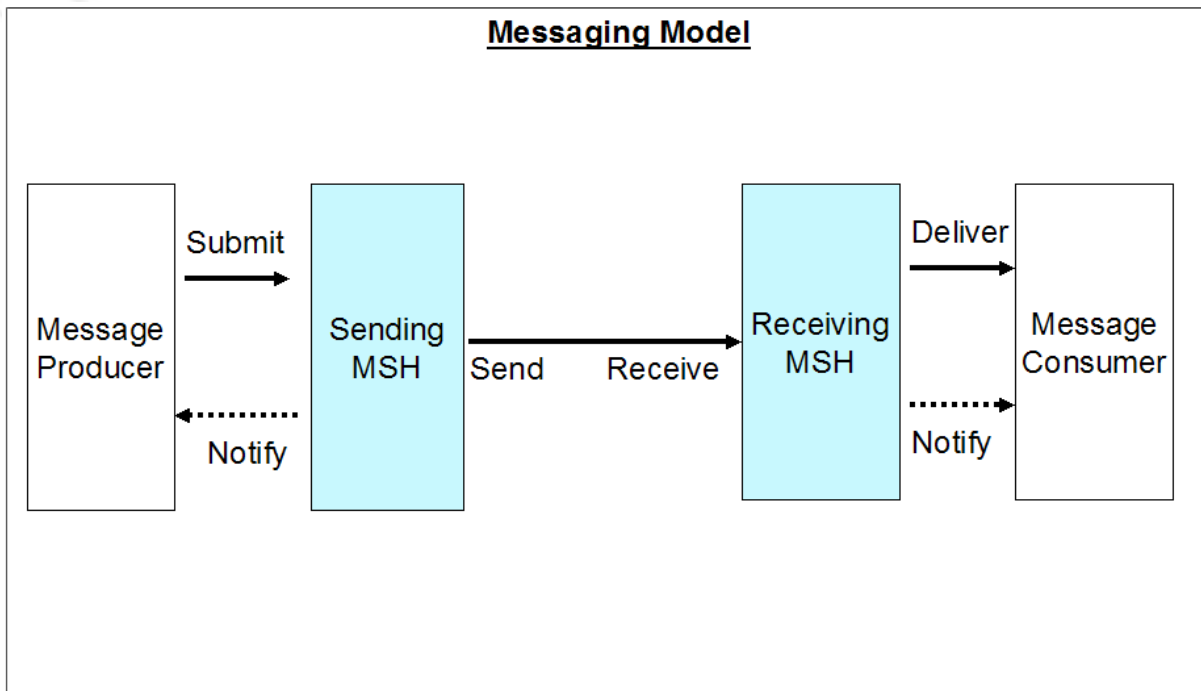 Messaging Model
Submit
Deliver
Message
Producer
Sending
MSH
Send
Receive
Receiving
MSH
Message
Consumer
Notify
Notify